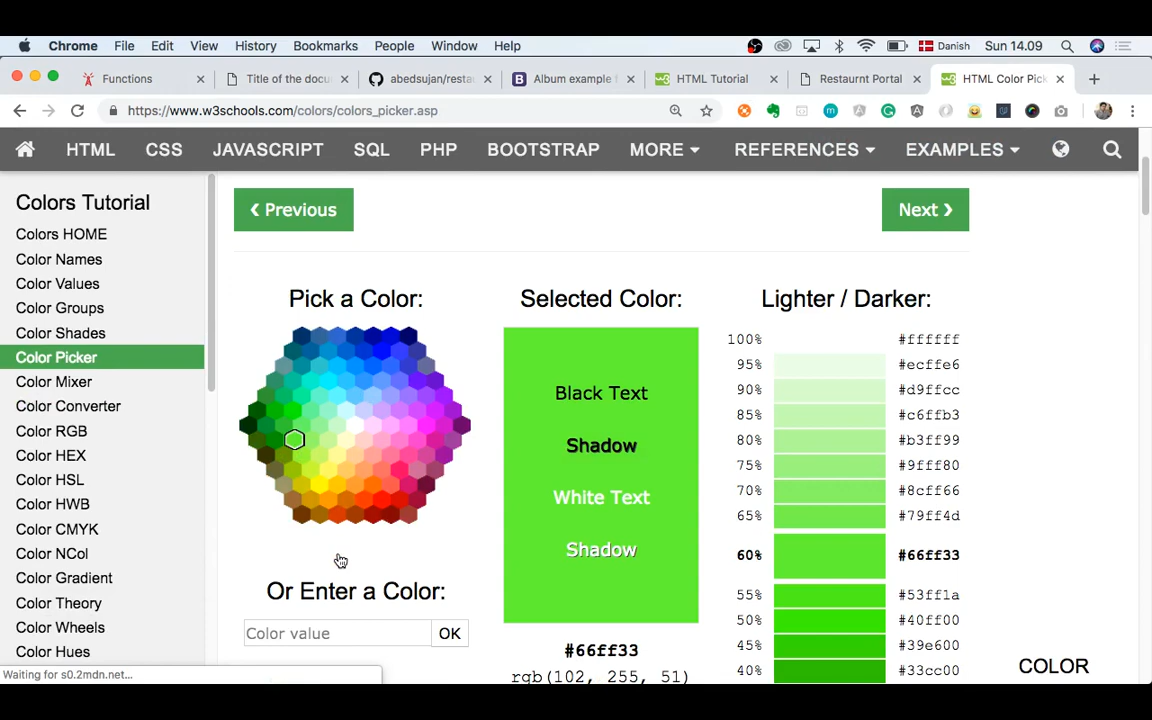 Chrome File Edit View History Bookmarks People Window Help Danish Sun 14.09
Functions × Title of the docu × abedsujan/resta × Album example f × HTML Tutorial × Restaurnt Portal × HTML Color Pick × +
https://www.w3schools.com/colors/colors_picker.asp
HTML CSS JAVASCRIPT SQL PHP BOOTSTRAP MORE REFERENCES EXAMPLES
Colors Tutorial
Colors HOME
Color Names
Color Values
Color Groups
Color Shades
Color Picker
Color Mixer
Color Converter
Color RGB
Color HEX
Color HSL
Color HWB
Color CMYK
Color NCol
Color Gradient
Color Theory
Color Wheels
Color Hues
Waiting for s0.2mdn.net...
❮ Previous
Next ❯
Pick a Color:
Or Enter a Color:
Color value OK
Selected Color:
Black Text
Shadow
White Text
Shadow
#66ff33
rgb(102, 255, 51)
Lighter / Darker:
100% #ffffff
95% #ecffe6
90% #d9ffcc
85% #c6ffb3
80% #b3ff99
75% #9fff80
70% #8cff66
65% #79ff4d
60% #66ff33
55% #53ff1a
50% #40ff00
45% #39e600
40% #33cc00
COLOR